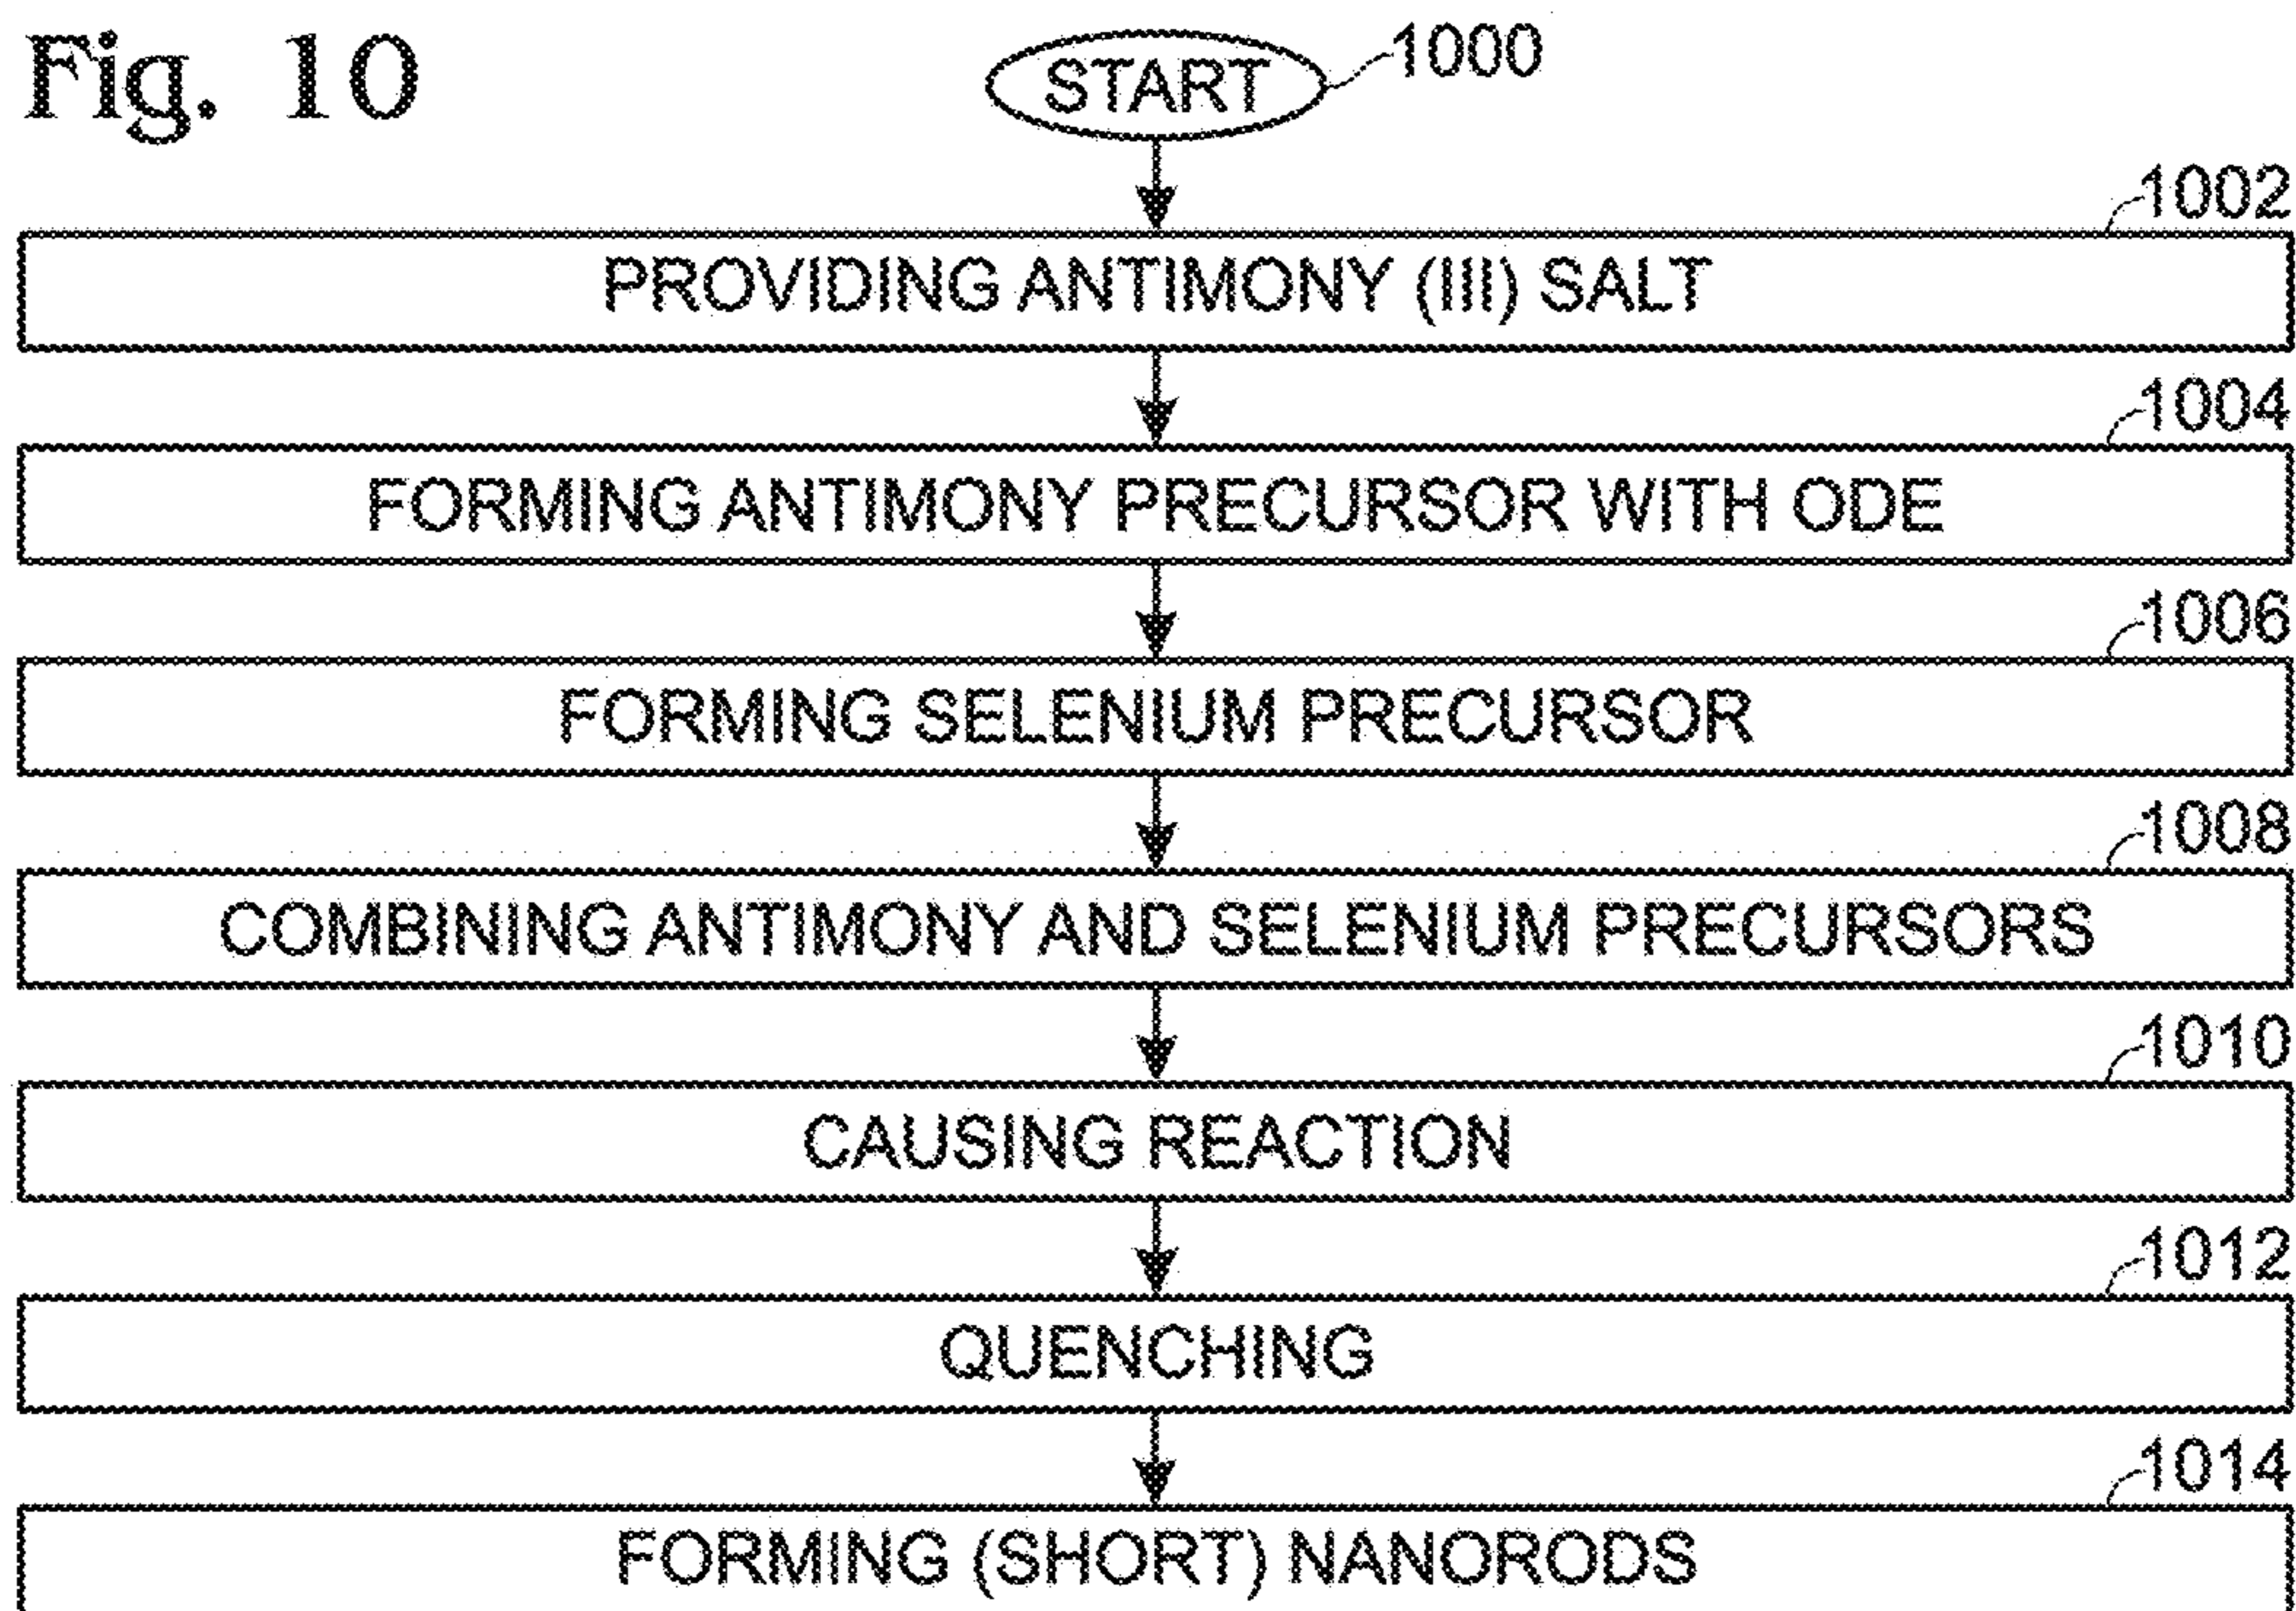 Fig. 10
START
1000
1002
PROVIDING ANTIMONY (III) SALT
1004
FORMING ANTIMONY PRECURSOR WITH ODE
1006
FORMING SELENIUM PRECURSOR
1008
COMBINING ANTIMONY AND SELENIUM PRECURSORS
1010
CAUSING REACTION
1012
QUENCHING
1014
FORMING (SHORT) NANORODS